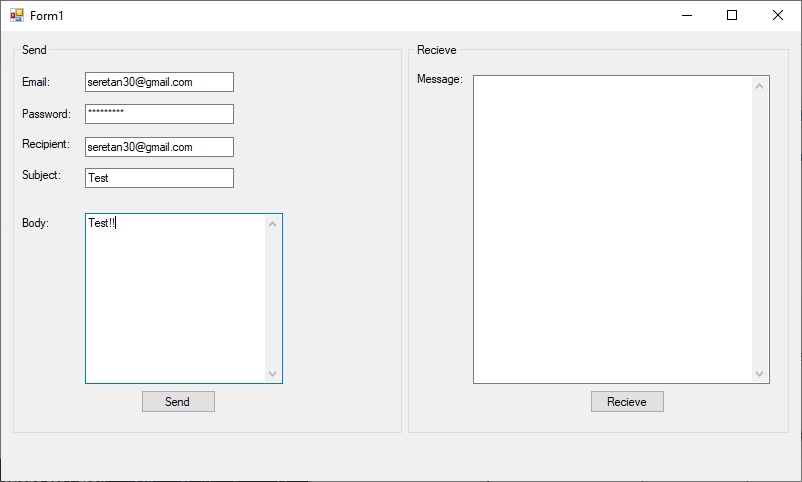 Form1
Send
Email: seretan30@gmail.com
Password: *********
Recipient: seretan30@gmail.com
Subject: Test
Body: Test!!
Send
Recieve
Message:
Recieve